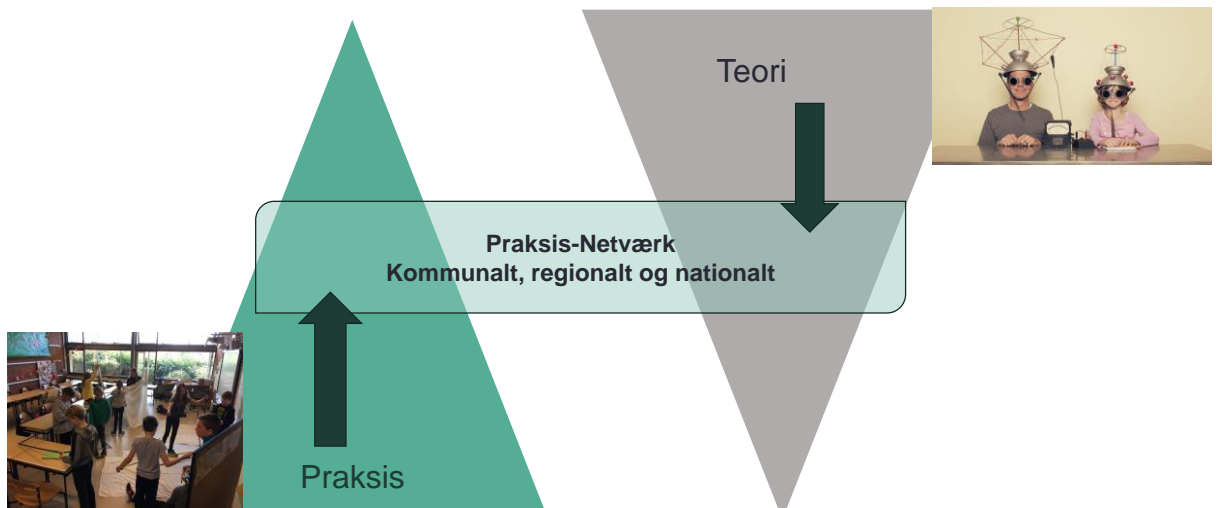 Teori
Praksis-Netværk
Kommunalt, regionalt og nationalt
Praksis